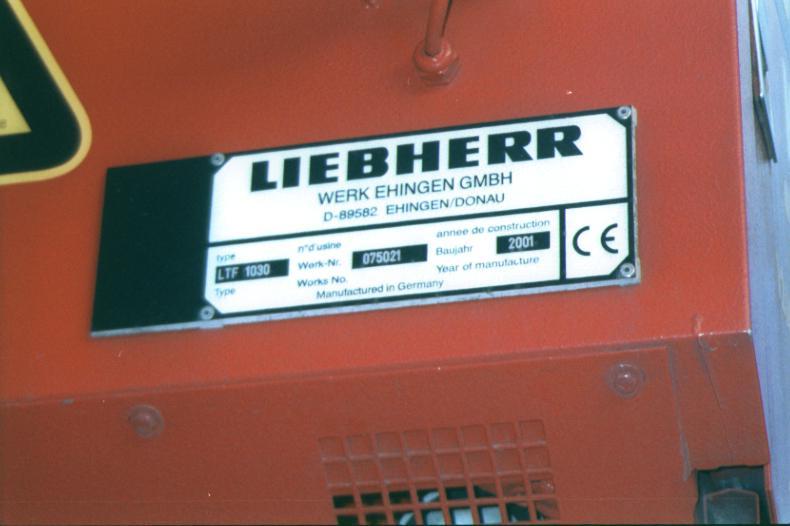 LIEBHERR
WERK EHINGEN GMBH
D-89582 EHINGEN/DONAU
type
LTF 1030
Type
n°d'usine
Werk-Nr. 075021
Works No.
annee de construction
Baujahr 2001
Year of manufacture
Manufactured in Germany
CE